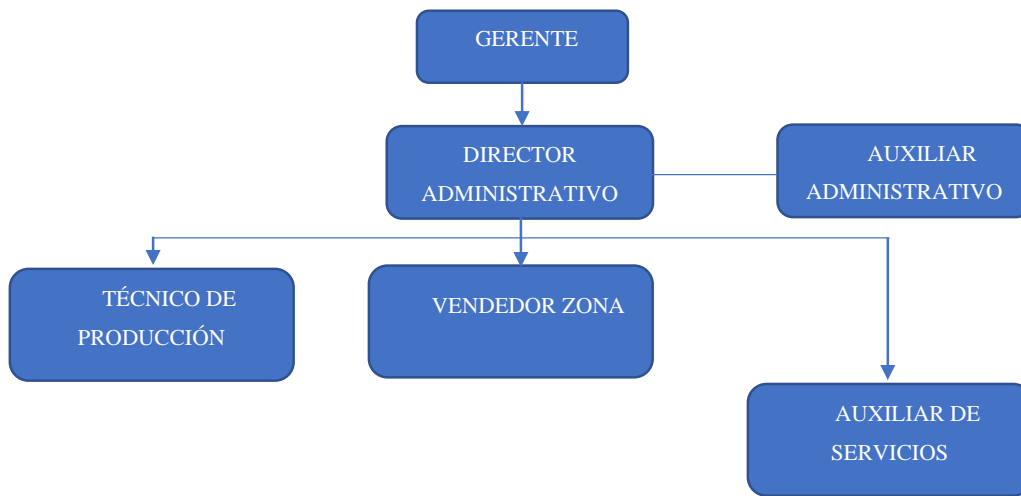 GERENTE
DIRECTOR
ADMINISTRATIVO
AUXILIAR
ADMINISTRATIVO
TÉCNICO DE
PRODUCCIÓN
VENDEDOR ZONA
AUXILIAR DE
SERVICIOS